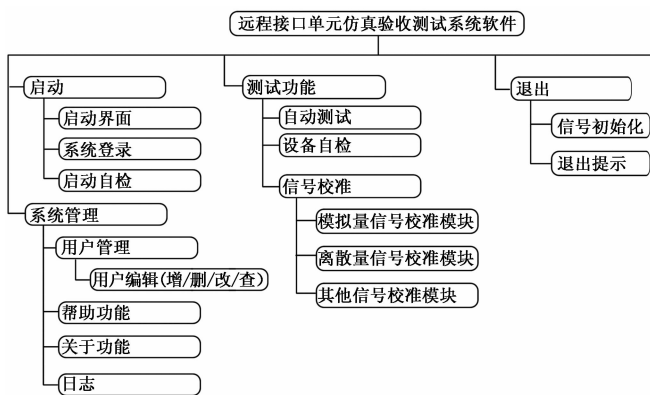 远程接口单元仿真验收测试系统软件
启动
启动界面
系统登录
启动自检
系统管理
用户管理
用户编辑(增/删/改/查)
帮助功能
关于功能
日志
测试功能
自动测试
设备自检
信号校准
模拟量信号校准模块
离散量信号校准模块
其他信号校准模块
退出
信号初始化
退出提示